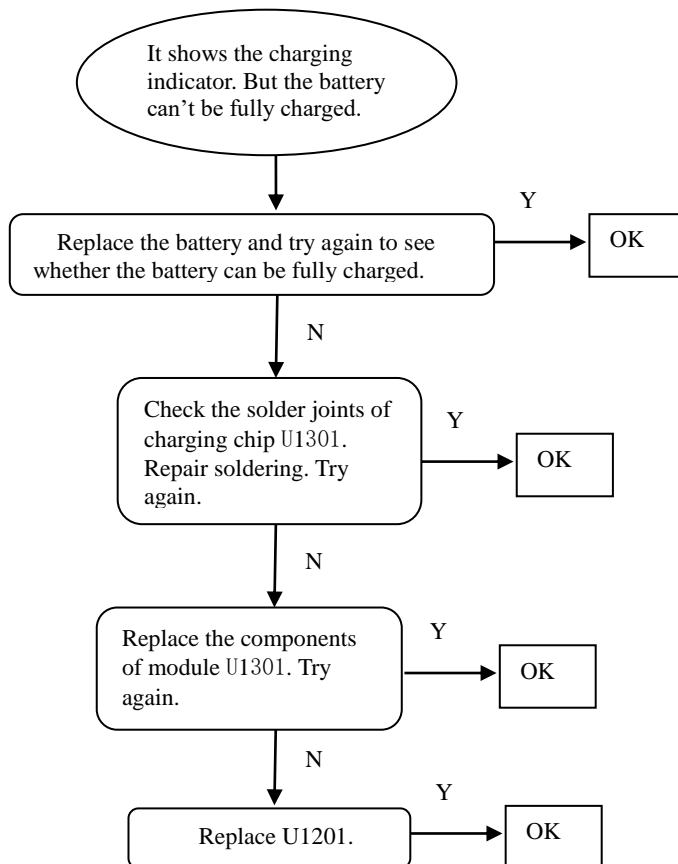 It shows the charging
indicator. But the battery
can’t be fully charged.
Y
Replace the battery and try again to see
whether the battery can be fully charged.
OK
N
Check the solder joints of
charging chip U1301.
Repair soldering. Try
again.
Y
OK
N
Replace the components
of module U1301. Try
again.
Y
OK
N
Replace U1201.
Y
OK